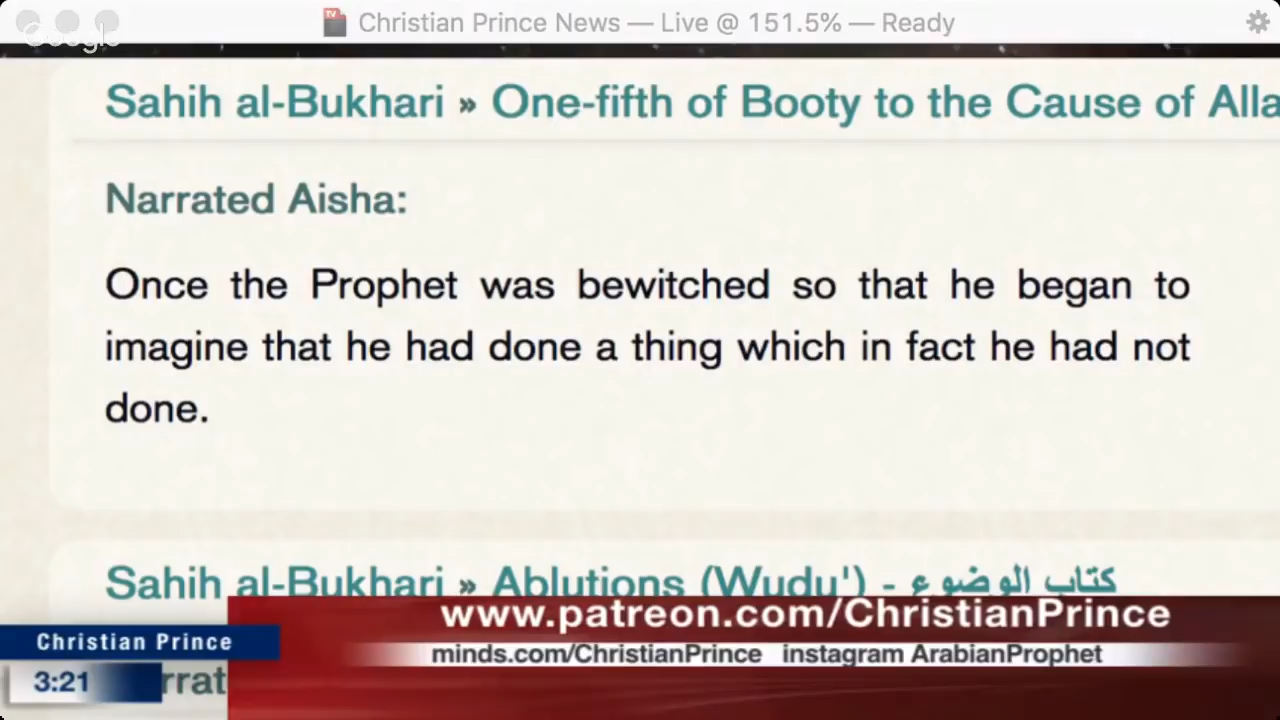 Christian Prince News — Live @ 151.5% — Ready
Google
Sahih al-Bukhari » One-fifth of Booty to the Cause of Alla
Narrated Aisha:
Once the Prophet was bewitched so that he began to
imagine that he had done a thing which in fact he had not
done.
Sahih al-Bukhari » Ablutions (Wudu') - كتاب الوضوء
www.patreon.com/ChristianPrince
Christian Prince
minds.com/ChristianPrince instagram ArabianProphet
3:21